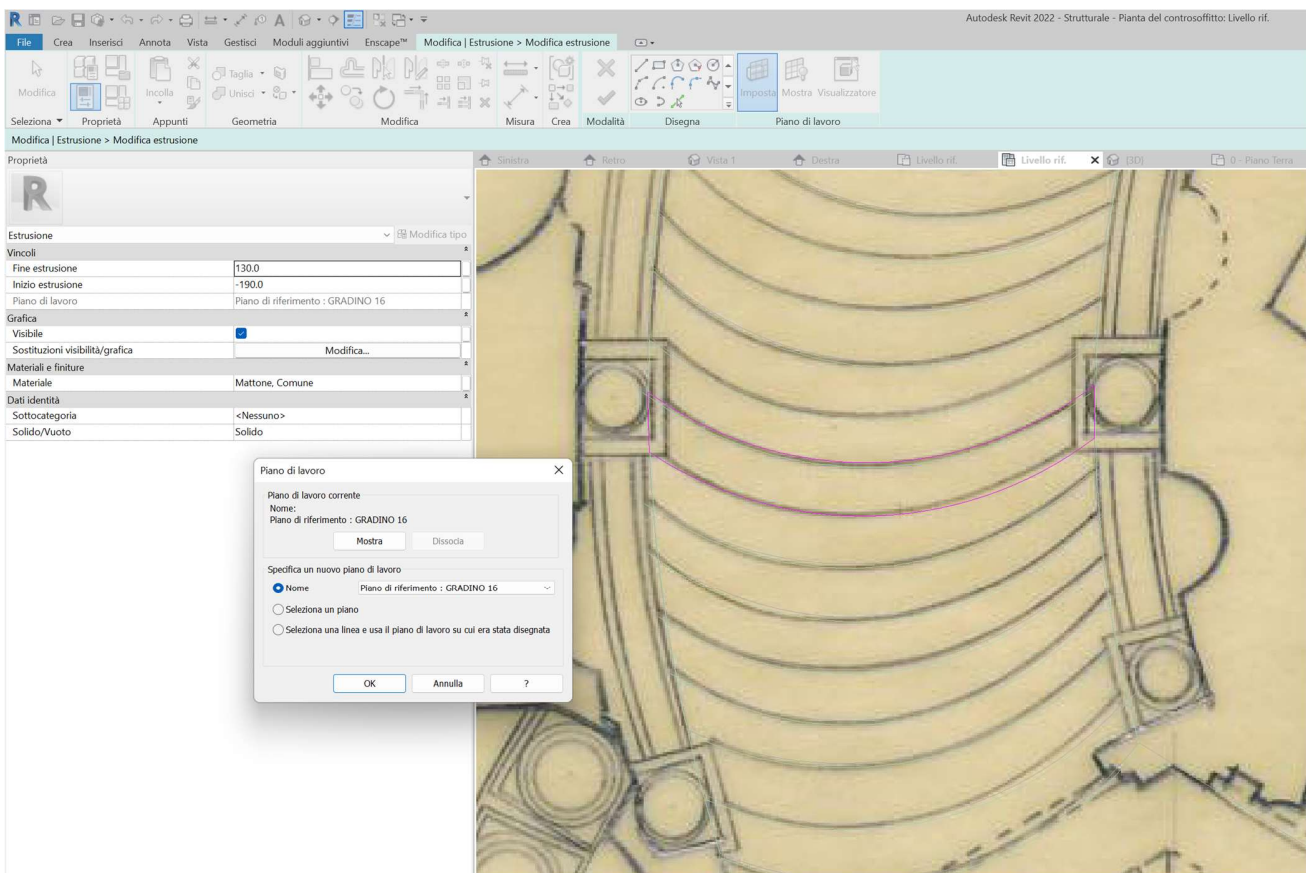 Autodesk Revit 2022 - Strutturale - Pianta del controsoffitto: Livello rif.
File Crea Inserisci Annota Vista Gestisci Moduli aggiuntivi Enscape™ Modifica | Estrusione > Modifica estrusione
Modifica
Incolla
Taglia
Unisci
Imposta Mostra Visualizzatore
Seleziona Proprietà Appunti Geometria Modifica Misura Crea Modalità Disegna Piano di lavoro
Modifica | Estrusione > Modifica estrusione
Proprietà
Sinistra Retro Vista 1 Destra Livello rif. Livello rif. {3D} 0 - Piano Terra
R
Estrusione Modifica tipo
Vincoli
Fine estrusione 130.0
Inizio estrusione -190.0
Piano di lavoro Piano di riferimento : GRADINO 16
Grafica
Visibile
Sostituzioni visibilità/grafica Modifica...
Materiali e finiture
Materiale Mattone, Comune
Dati identità
Sottocategoria <Nessuno>
Solido/Vuoto Solido
Piano di lavoro
Piano di lavoro corrente
Nome:
Piano di riferimento : GRADINO 16
Mostra Dissocia
Specifica un nuovo piano di lavoro
Nome Piano di riferimento : GRADINO 16
Seleziona un piano
Seleziona una linea e usa il piano di lavoro su cui era stata disegnata
OK Annulla ?